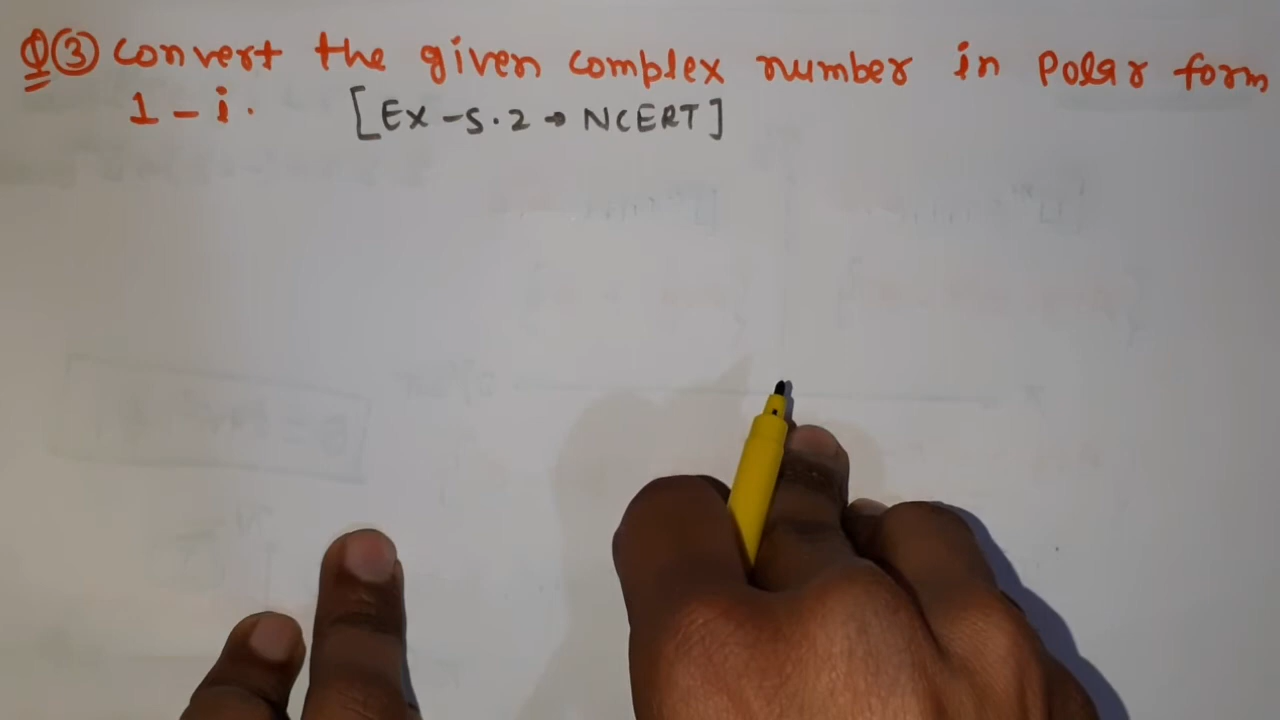 Q③ convert the given complex number in Polar form
1 - i.
[EX - 5.2 → NCERT]